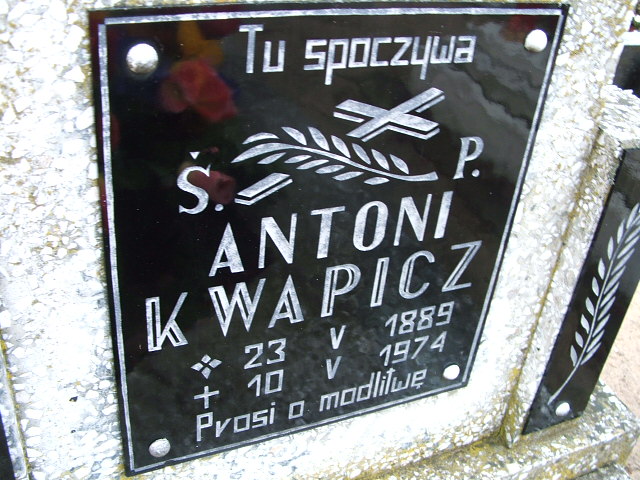 Tu spoczywa
Ś. P.
ANTONI
KWAPICZ
23 V 1889
+ 10 V 1974
Prosi o modlitwę